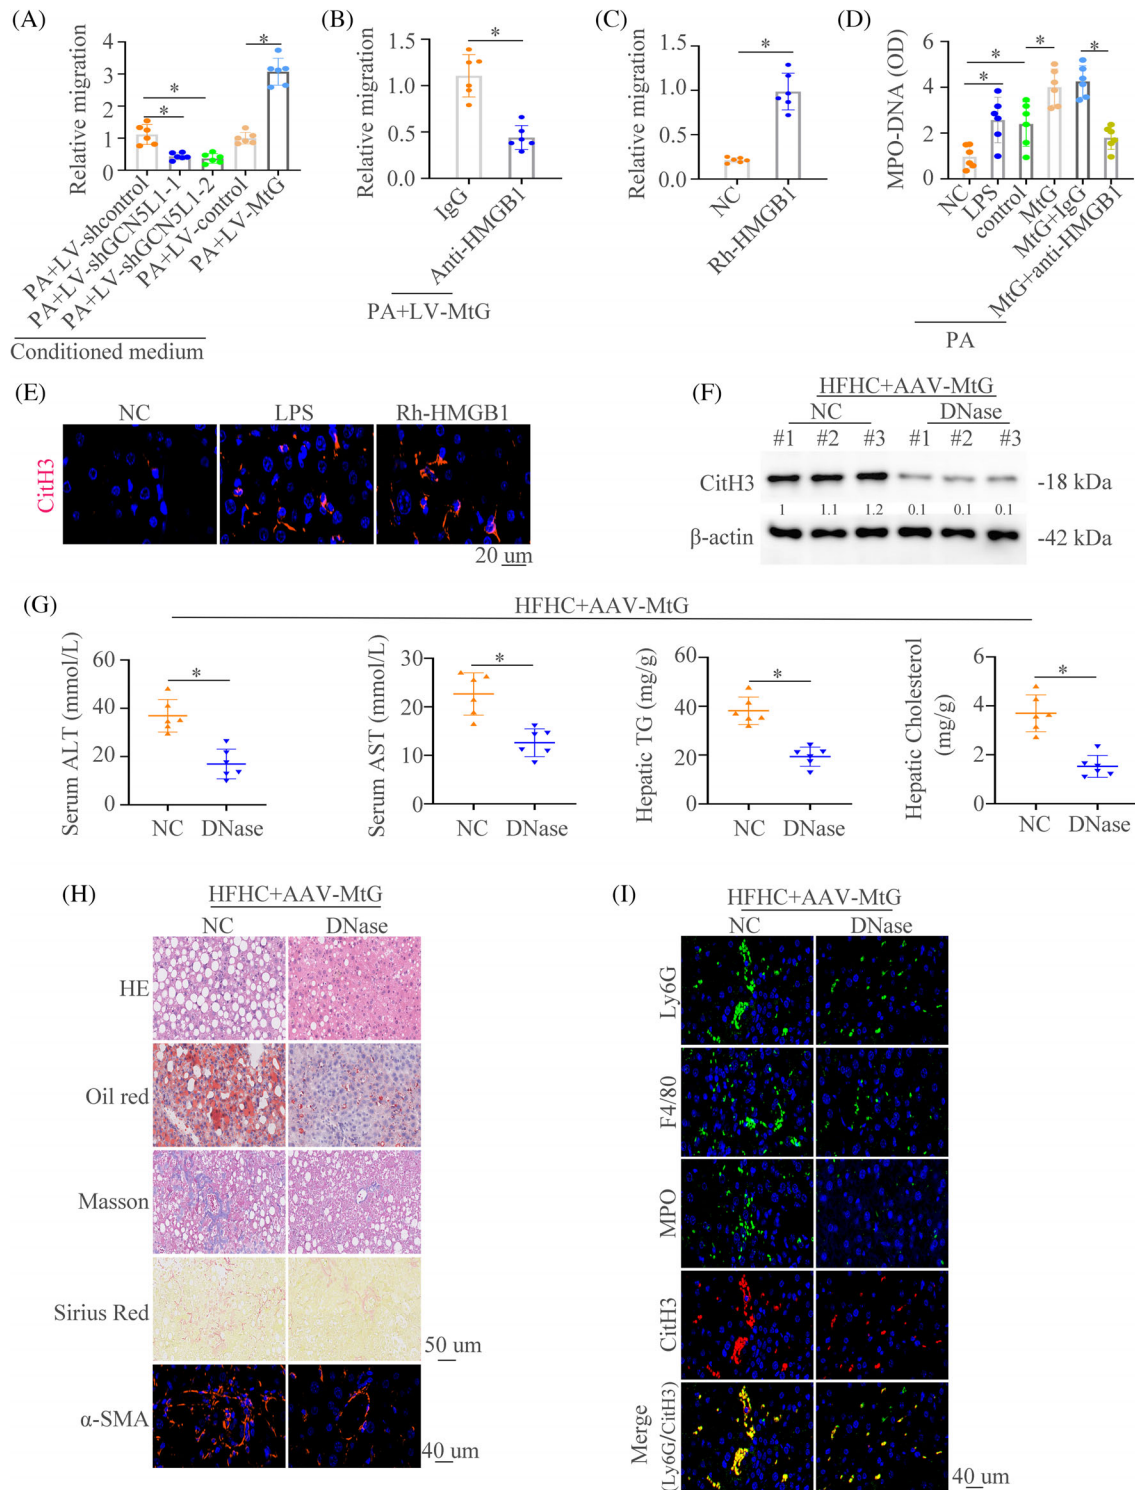 (A)
Relative migration
4
3
2
1
0
*
*
*
PA+LV-shcontrol
PA+LV-shGCN5L1-1
PA+LV-shGCN5L1-2
PA+LV-control
PA+LV-MtG
Conditioned medium
(B)
Relative migration
1.5
1.0
0.5
0.0
*
IgG
Anti-HMGB1
PA+LV-MtG
(C)
Relative migration
1.5
1.0
0.5
0.0
*
NC
Rh-HMGB1
(D)
MPO-DNA (OD)
6
4
2
0
*
*
*
*
NC
LPS
control
MtG
MtG+IgG
MtG+anti-HMGB1
PA
(E)
NC LPS Rh-HMGB1
CitH3
20 um
(F)
HFHC+AAV-MtG
NC DNase
#1 #2 #3 #1 #2 #3
CitH3 -18 kDa
1 1.1 1.2 0.1 0.1 0.1
β-actin -42 kDa
(G)
HFHC+AAV-MtG
Serum ALT (mmol/L)
60
40
20
0
*
NC DNase
Serum AST (mmol/L)
30
20
10
0
*
NC DNase
Hepatic TG (mg/g)
60
40
20
0
*
NC DNase
Hepatic Cholesterol
(mg/g)
6
4
2
0
*
NC DNase
(H)
HFHC+AAV-MtG
NC DNase
HE
Oil red
Masson
Sirius Red
50 um
α-SMA
40 um
(I)
HFHC+AAV-MtG
NC DNase
Ly6G
F4/80
MPO
CitH3
Merge
(Ly6G/CitH3)
40 um